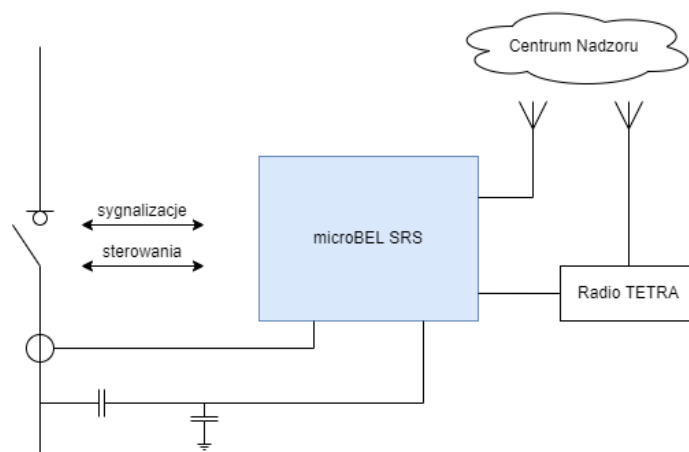 Centrum Nadzoru
sygnalizacje
microBEL SRS
sterowania
Radio TETRA